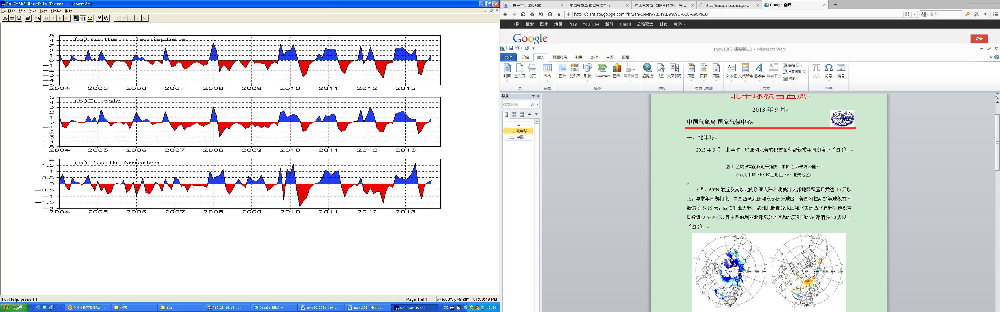 Gv GrADS Metafile Viewer - [snowidx]
File Edit View Page Window Help
1 2 3 4 5
(a)Northern Hemisphere
5
4
3
2
1
0
-1
-2
-3
-4
-5
2004 2005 2006 2007 2008 2009 2010 2011 2012 2013
(b)Eurasia
5
4
3
2
1
0
-1
-2
-3
-4
-5
2004 2005 2006 2007 2008 2009 2010 2011 2012 2013
(c) North America
2
1.5
1
0.5
0
-0.5
-1
-1.5
-2
2004 2005 2006 2007 2008 2009 2010 2011 2012 2013
For Help, press F1
Page 1 of 1 x=6.03", y=5.20" 01:58:49 PM
开始 9月积雪指数及... 积雪 fig '10.28.16.18' ... Google 翻译 - ... snow201305e [兼... snow1305 [兼容... Gv GrADS Metafi... CH 13:58
百度一下，你就知道 中国气象局 国家气候中心 中国气象局--国家气候中心--气... http://cmdp.ncc.cma.gov.... Google 翻译
http://translate.google.com.hk/#zh-CN/en/%E4%B9%9D%E6%9C%88 谷歌
+你 搜索 图片 地图 Play YouTube 新闻 Gmail 云端硬盘 日历 更多
Google
登录
snow1305 [兼容模式] - Microsoft Word
文件 开始 插入 页面布局 引用 邮件 审阅 视图
封面 空白页 分页 表格 图片 剪贴画 形状 SmartArt 图表 屏幕截图 超链接 书签 交叉引用 页眉 页脚 页码 文本框 文档部件 艺术字 首字下沉 公式 符号 编号
签名行
日期和时间
对象
页 表格 插图 链接 页眉和页脚 文本 符号
导航
搜索文档
一、北半球
二、中国
北半球积雪监测
2013 年 9 月
中国气象局 国家气候中心
中 国
NCC
一、北半球
2013 年 9 月，北半球、欧亚和北美的积雪面积都较常年同期偏小（图 1）。
图 1 区域积雪面积距平指数（单位:百万平方公里）
(a) 北半球（b）欧亚地区（c）北美地区
5 月，60°N 附近及其以北的欧亚大陆和北美洲大部地区积雪日数达 10 天以
上。与常年同期相比，中国西藏北部和东部部分地区、美国阿拉斯加等地积雪日
数偏多 5~15 天；西伯利亚大部、欧洲北部部分地区和北美洲西北局部等地积雪
日数偏少 5~20 天，其中西伯利亚北部部分地区和北美洲西北局部偏多 20 天以上
（图 2）。
NP 50N 35N 20N
NP 50N 35N 20N